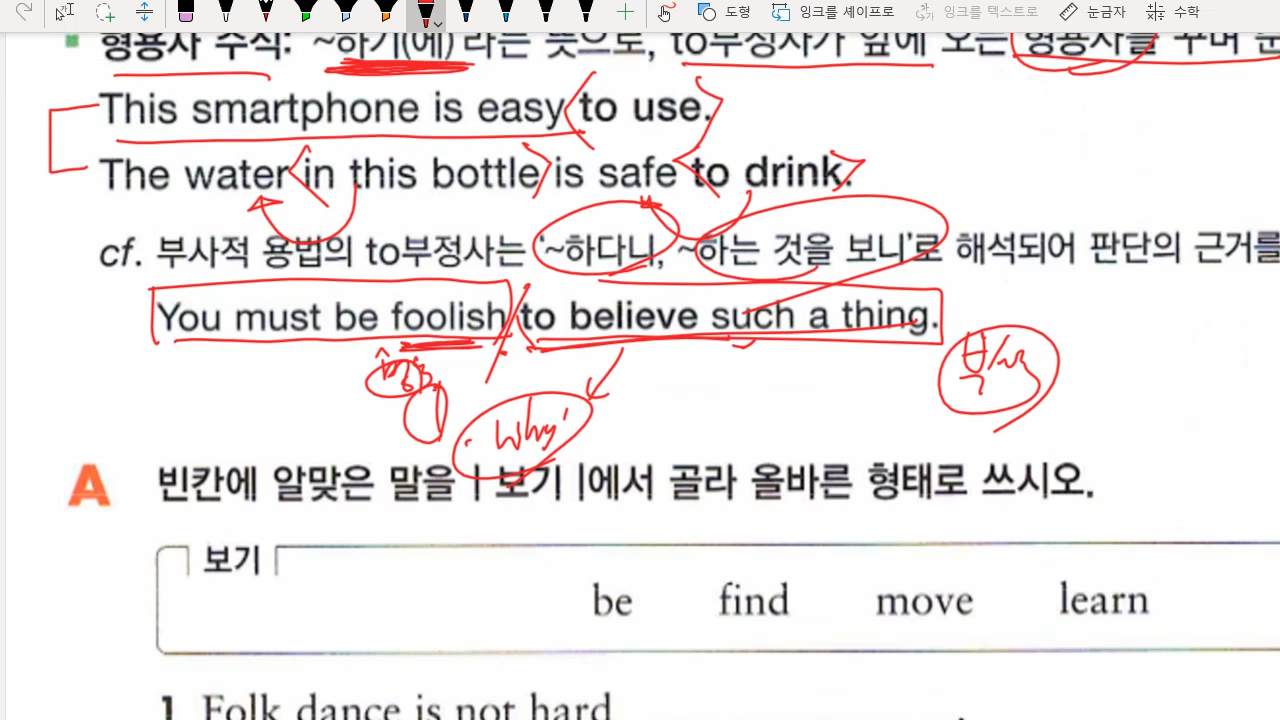 도형 잉크를 셰이프로 잉크를 텍스트로 눈금자 수학
형용사 수식: ~하기(에) 라는 뜻으로, to부정사가 앞에 오는 형용사를 꾸며
This smartphone is easy to use.
The water in this bottle is safe to drink.
cf. 부사적 용법의 to부정사는 '~하다니, ~하는 것을 보니'로 해석되어 판단의 근거를
You must be foolish to believe such a thing.
'Why'
A 빈칸에 알맞은 말을 | 보기 |에서 골라 올바른 형태로 쓰시오.
보기
be find move learn
1 Folk dance is not hard .